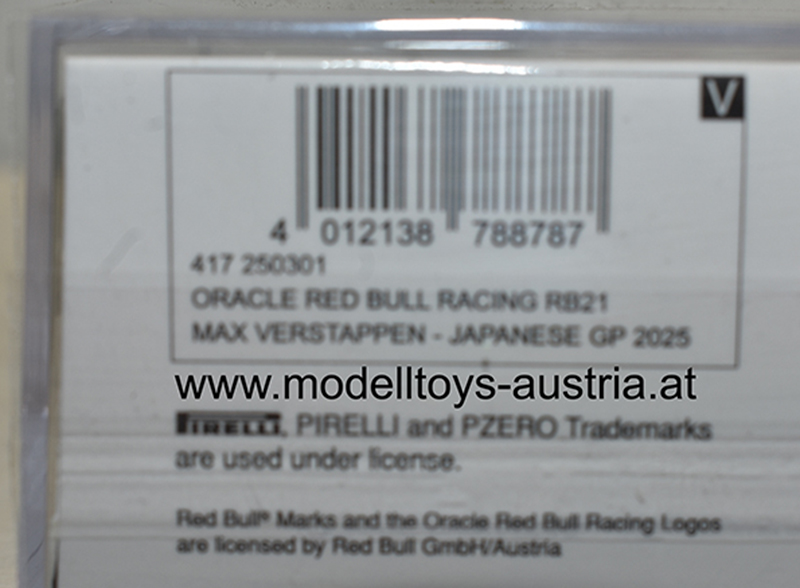 V
4 012138 788787
417 250301
ORACLE RED BULL RACING RB21
MAX VERSTAPPEN - JAPANESE GP 2025
www.modelltoys-austria.at
PIRELLI, PIRELLI and PZERO Trademarks
are used under license.
Red Bull® Marks and the Oracle Red Bull Racing Logos
are licensed by Red Bull GmbH/Austria